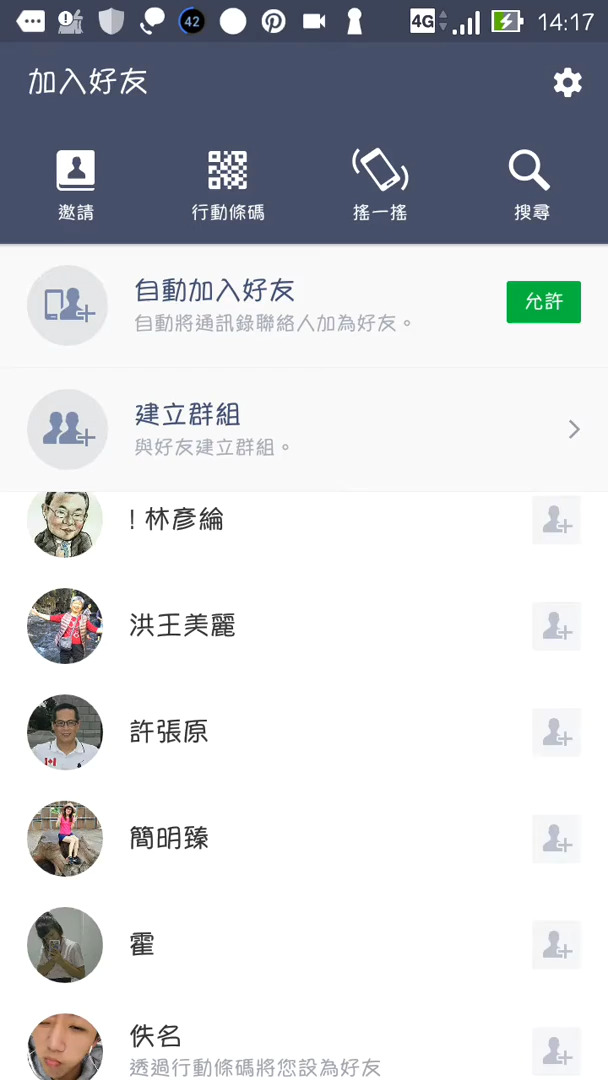 42
4G
14:17
加入好友
邀請
行動條碼
搖一搖
搜尋
自動加入好友
自動將通訊錄聯絡人加為好友。
允許
建立群組
與好友建立群組。
! 林彥綸
洪王美麗
許張原
簡明臻
霍
佚名
透過行動條碼將您設為好友